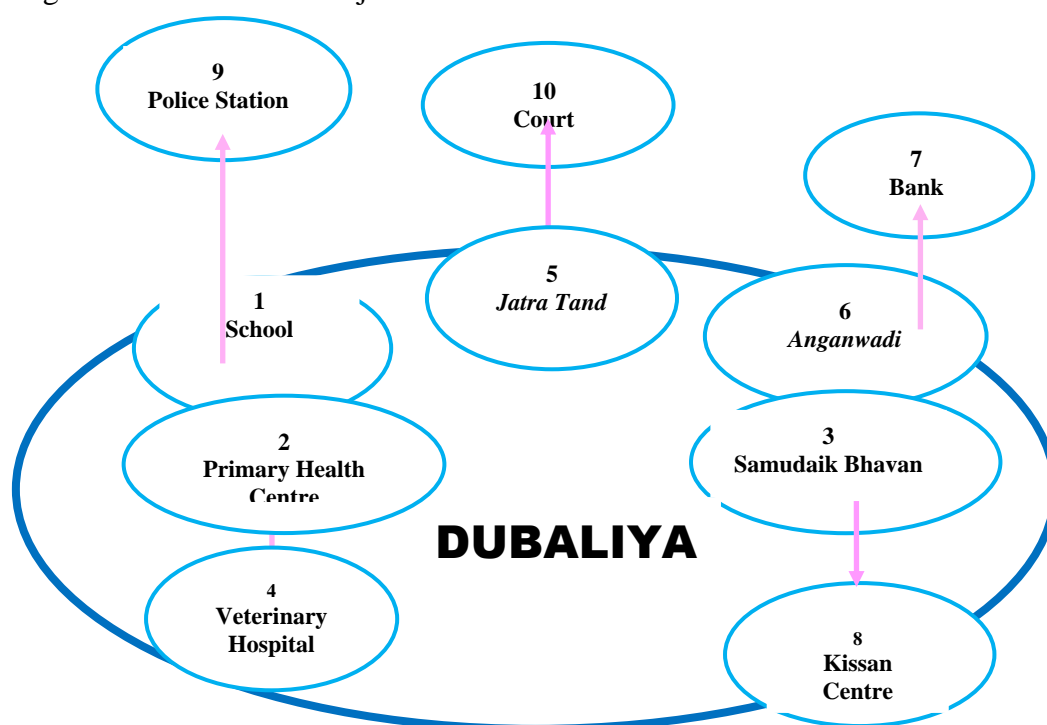 9
Police Station
10
Court
7
Bank
5
Jatra Tand
1
School
6
Anganwadi
2
Primary Health
Centre
3
Samudaik Bhavan
DUBALIYA
4
Veterinary
Hospital
8
Kissan
Centre